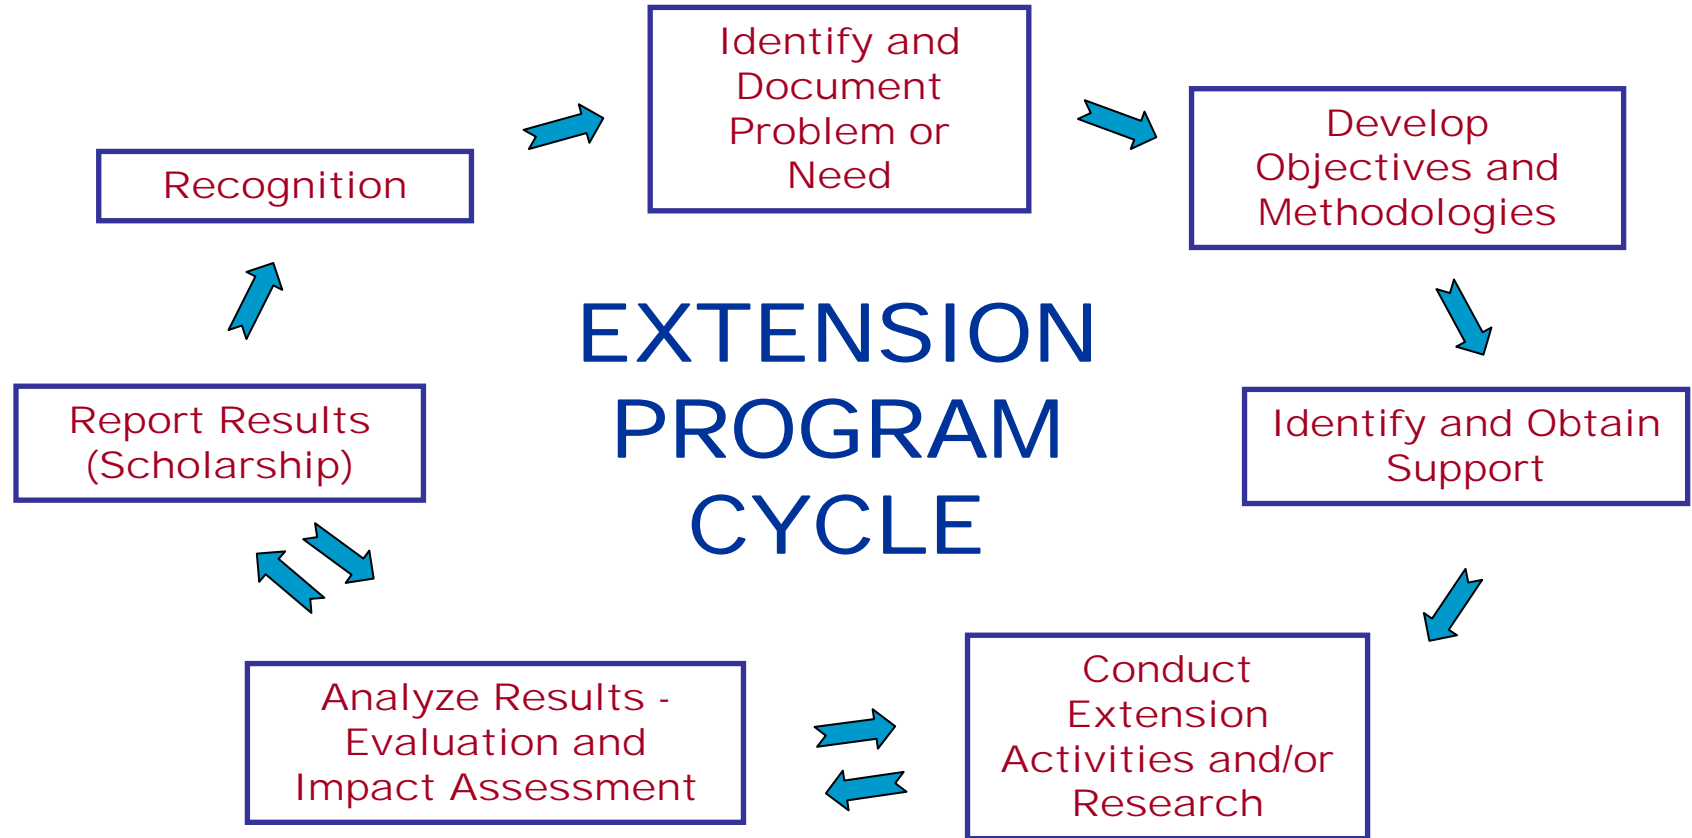 Identify and
Document
Problem or
Need
Develop
Objectives and
Methodologies
Identify and Obtain
Support
Conduct
Extension
Activities and/or
Research
Analyze Results -
Evaluation and
Impact Assessment
Report Results
(Scholarship)
Recognition
EXTENSION
PROGRAM
CYCLE